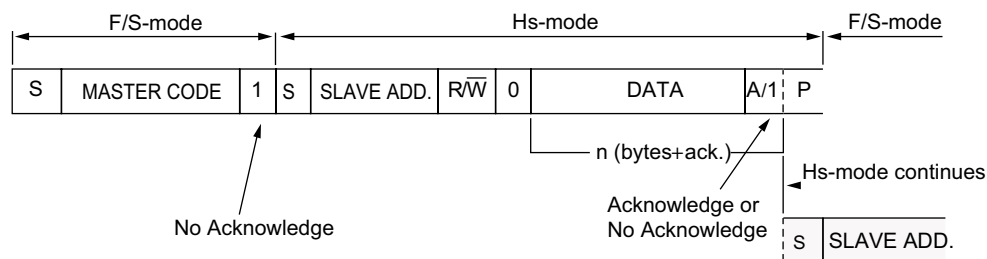 F/S-mode Hs-mode F/S-mode
S MASTER CODE 1 S SLAVE ADD. R/W̅ 0 DATA A/1 P
n (bytes+ack.)
Hs-mode continues
Acknowledge or
No Acknowledge
No Acknowledge
S SLAVE ADD.